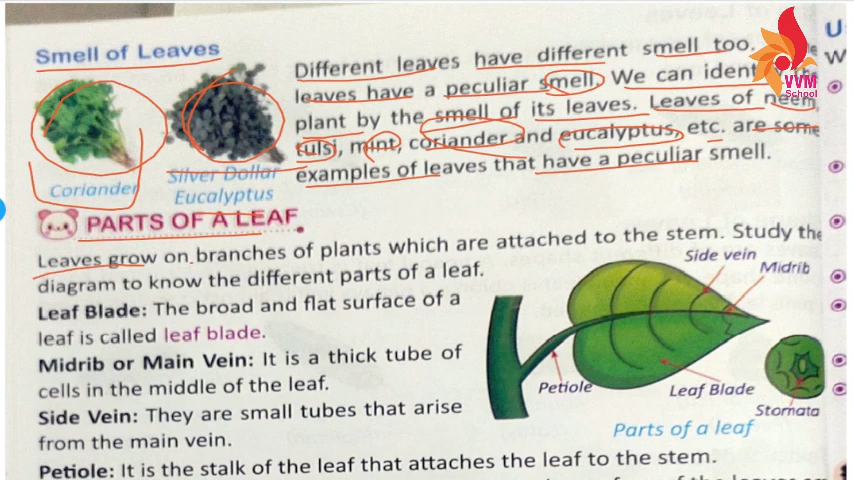 Smell of Leaves
Different leaves have different smell too.
leaves have a peculiar smell. We can ident
plant by the smell of its leaves. Leaves of neem,
tulsi, mint, coriander and eucalyptus, etc. are some
examples of leaves that have a peculiar smell.
Coriander
Silver Dollar
Eucalyptus
VVM
School
PARTS OF A LEAF
Leaves grow on branches of plants which are attached to the stem. Study the
diagram to know the different parts of a leaf.
Leaf Blade: The broad and flat surface of a
leaf is called leaf blade.
Midrib or Main Vein: It is a thick tube of
cells in the middle of the leaf.
Side Vein: They are small tubes that arise
from the main vein.
Petiole: It is the stalk of the leaf that attaches the leaf to the stem.
Side vein
Midrib
Petiole
Leaf Blade
Stomata
Parts of a leaf